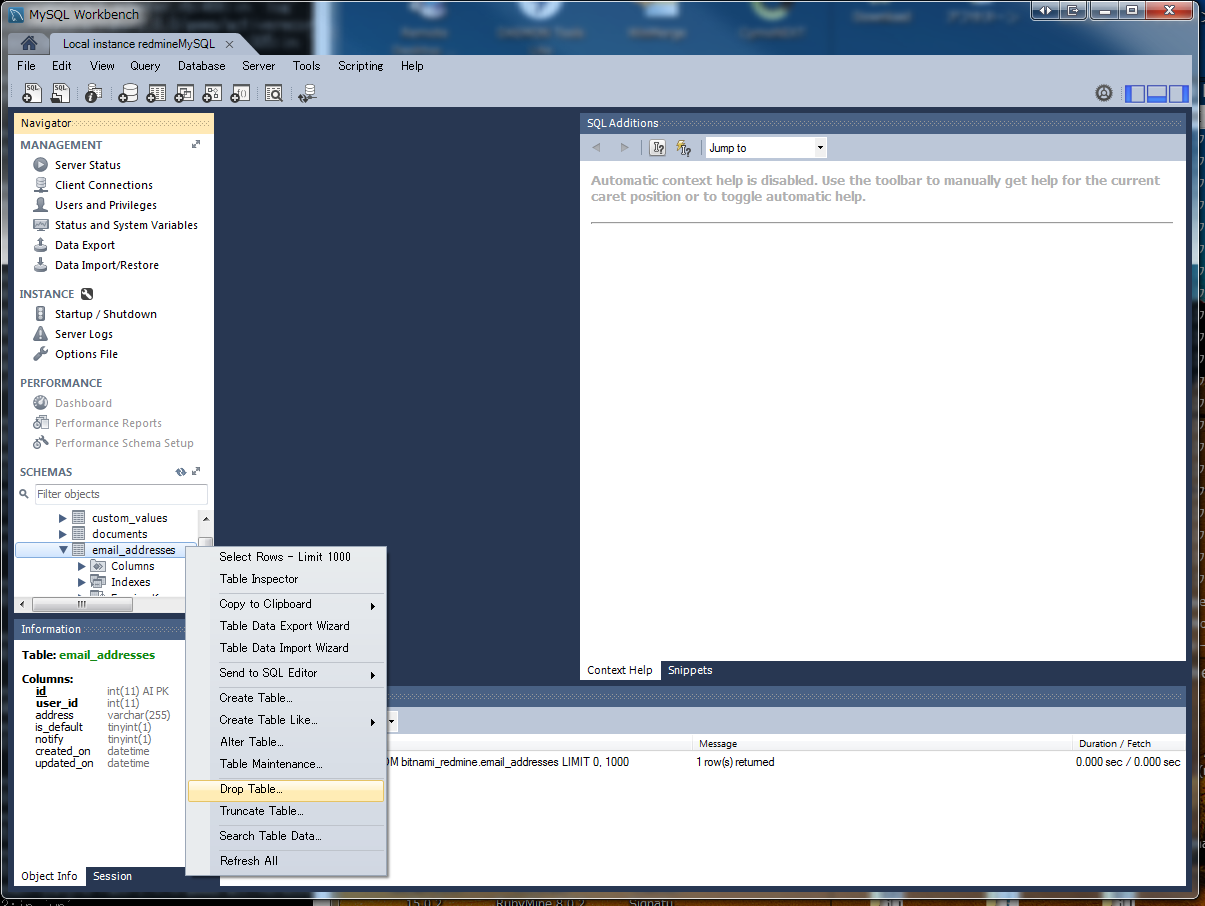 MySQL Workbench
Local instance redmineMySQL
File Edit View Query Database Server Tools Scripting Help
Navigator
MANAGEMENT
Server Status
Client Connections
Users and Privileges
Status and System Variables
Data Export
Data Import/Restore
INSTANCE
Startup / Shutdown
Server Logs
Options File
PERFORMANCE
Dashboard
Performance Reports
Performance Schema Setup
SCHEMAS
Filter objects
custom_values
documents
email_addresses
Columns
Indexes
Information
Table: email_addresses
Columns:
id int(11) AI PK
user_id int(11)
address varchar(255)
is_default tinyint(1)
notify tinyint(1)
created_on datetime
updated_on datetime
Object Info Session
Select Rows - Limit 1000
Table Inspector
Copy to Clipboard
Table Data Export Wizard
Table Data Import Wizard
Send to SQL Editor
Create Table...
Create Table Like...
Alter Table...
Table Maintenance...
Drop Table...
Truncate Table...
Search Table Data...
Refresh All
SQL Additions
Jump to
Automatic context help is disabled. Use the toolbar to manually get help for the current
caret position or to toggle automatic help.
Context Help Snippets
Message Duration / Fetch
OM bitnami_redmine.email_addresses LIMIT 0, 1000 1 row(s) returned 0.000 sec / 0.000 sec
15.0.2 RubyMine 8.0.2